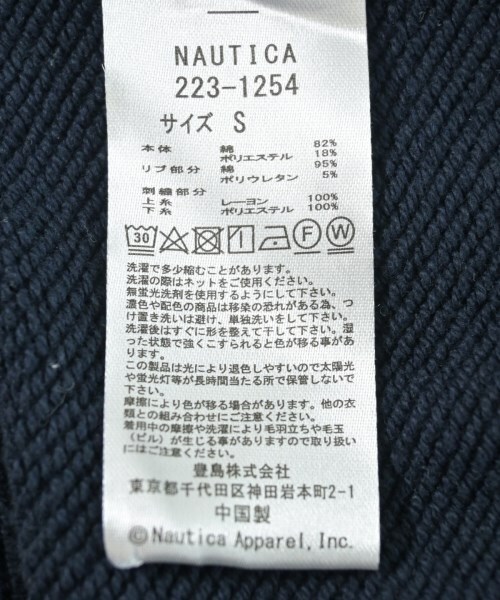 NAUTICA
223-1254
サイズ S
本体 綿 82%
ポリエステル 18%
リブ部分 綿 95%
ポリウレタン 5%
刺繍部分
上糸 レーヨン 100%
下糸 ポリエステル 100%
30 F W
洗濯で多少縮むことがあります。
洗濯の際はネットをご使用ください。
無蛍光洗剤を使用するようにして下さい。
濃色や配色の商品は移染の恐れがある為、つ
け置き洗いは避け、単独洗いをして下さい。
洗濯後はすぐに形を整えて干して下さい。湿
った状態で強くこすられると色が移る事があ
ります。
この製品は光により退色しやすいので太陽光
や蛍光灯等が長時間当たる所で保管しないで
下さい。
摩擦により色が移る場合があります。他の衣
類との組み合わせにご注意ください。
着用中の摩擦や洗濯により毛羽立ちや毛玉
(ピル)が生じる事がありますので取り扱い
にはご注意下さい。
豊島株式会社
東京都千代田区神田岩本町2-1
中国製
©Nautica Apparel, Inc.